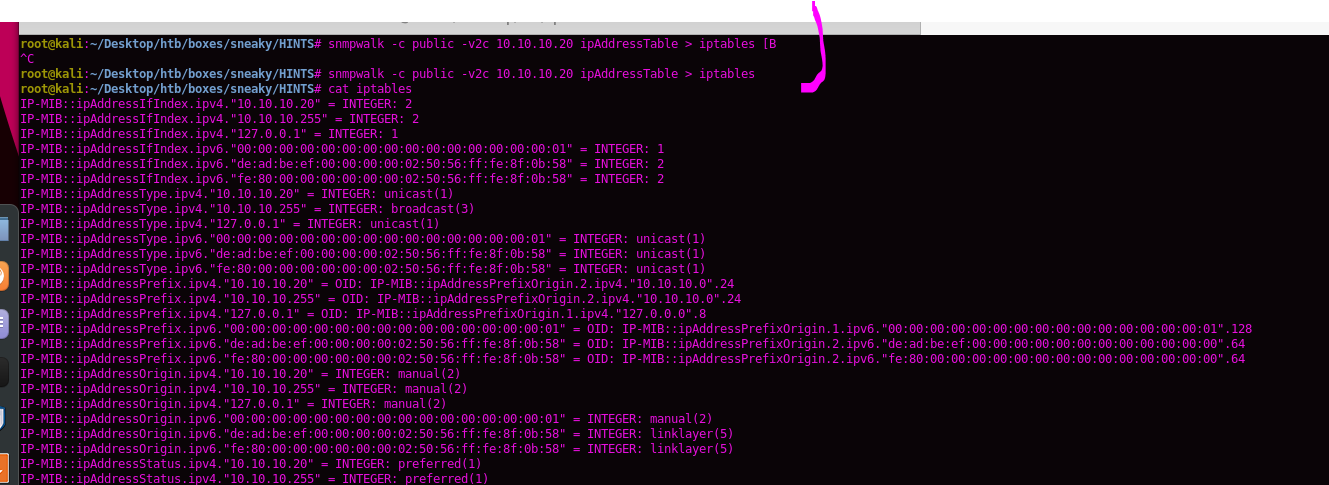 root@kali:~/Desktop/htb/boxes/sneaky/HINTS# snmpwalk -c public -v2c 10.10.10.20 ipAddressTable > iptables [B
^C
root@kali:~/Desktop/htb/boxes/sneaky/HINTS# snmpwalk -c public -v2c 10.10.10.20 ipAddressTable > iptables
root@kali:~/Desktop/htb/boxes/sneaky/HINTS# cat iptables
IP-MIB::ipAddressIfIndex.ipv4."10.10.10.20" = INTEGER: 2
IP-MIB::ipAddressIfIndex.ipv4."10.10.10.255" = INTEGER: 2
IP-MIB::ipAddressIfIndex.ipv4."127.0.0.1" = INTEGER: 1
IP-MIB::ipAddressIfIndex.ipv6."00:00:00:00:00:00:00:00:00:00:00:00:00:00:00:01" = INTEGER: 1
IP-MIB::ipAddressIfIndex.ipv6."de:ad:be:ef:00:00:00:00:02:50:56:ff:fe:8f:0b:58" = INTEGER: 2
IP-MIB::ipAddressIfIndex.ipv6."fe:80:00:00:00:00:00:00:02:50:56:ff:fe:8f:0b:58" = INTEGER: 2
IP-MIB::ipAddressType.ipv4."10.10.10.20" = INTEGER: unicast(1)
IP-MIB::ipAddressType.ipv4."10.10.10.255" = INTEGER: broadcast(3)
IP-MIB::ipAddressType.ipv4."127.0.0.1" = INTEGER: unicast(1)
IP-MIB::ipAddressType.ipv6."00:00:00:00:00:00:00:00:00:00:00:00:00:00:00:01" = INTEGER: unicast(1)
IP-MIB::ipAddressType.ipv6."de:ad:be:ef:00:00:00:00:02:50:56:ff:fe:8f:0b:58" = INTEGER: unicast(1)
IP-MIB::ipAddressType.ipv6."fe:80:00:00:00:00:00:00:02:50:56:ff:fe:8f:0b:58" = INTEGER: unicast(1)
IP-MIB::ipAddressPrefix.ipv4."10.10.10.20" = OID: IP-MIB::ipAddressPrefixOrigin.2.ipv4."10.10.10.0".24
IP-MIB::ipAddressPrefix.ipv4."10.10.10.255" = OID: IP-MIB::ipAddressPrefixOrigin.2.ipv4."10.10.10.0".24
IP-MIB::ipAddressPrefix.ipv4."127.0.0.1" = OID: IP-MIB::ipAddressPrefixOrigin.1.ipv4."127.0.0.0".8
IP-MIB::ipAddressPrefix.ipv6."00:00:00:00:00:00:00:00:00:00:00:00:00:00:00:01" = OID: IP-MIB::ipAddressPrefixOrigin.1.ipv6."00:00:00:00:00:00:00:00:00:00:00:00:00:00:00:01".128
IP-MIB::ipAddressPrefix.ipv6."de:ad:be:ef:00:00:00:00:02:50:56:ff:fe:8f:0b:58" = OID: IP-MIB::ipAddressPrefixOrigin.2.ipv6."de:ad:be:ef:00:00:00:00:00:00:00:00:00:00:00:00".64
IP-MIB::ipAddressPrefix.ipv6."fe:80:00:00:00:00:00:00:02:50:56:ff:fe:8f:0b:58" = OID: IP-MIB::ipAddressPrefixOrigin.2.ipv6."fe:80:00:00:00:00:00:00:00:00:00:00:00:00:00:00".64
IP-MIB::ipAddressOrigin.ipv4."10.10.10.20" = INTEGER: manual(2)
IP-MIB::ipAddressOrigin.ipv4."10.10.10.255" = INTEGER: manual(2)
IP-MIB::ipAddressOrigin.ipv4."127.0.0.1" = INTEGER: manual(2)
IP-MIB::ipAddressOrigin.ipv6."00:00:00:00:00:00:00:00:00:00:00:00:00:00:00:01" = INTEGER: manual(2)
IP-MIB::ipAddressOrigin.ipv6."de:ad:be:ef:00:00:00:00:02:50:56:ff:fe:8f:0b:58" = INTEGER: linklayer(5)
IP-MIB::ipAddressOrigin.ipv6."fe:80:00:00:00:00:00:00:02:50:56:ff:fe:8f:0b:58" = INTEGER: linklayer(5)
IP-MIB::ipAddressStatus.ipv4."10.10.10.20" = INTEGER: preferred(1)
IP-MIB::ipAddressStatus.ipv4."10.10.10.255" = INTEGER: preferred(1)